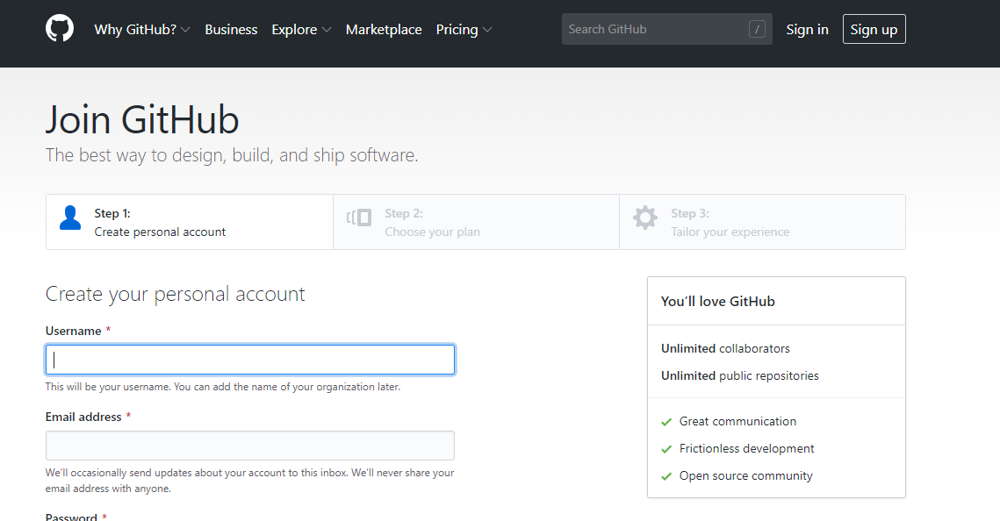 Why GitHub? Business Explore Marketplace Pricing Search GitHub / Sign in Sign up
Join GitHub
The best way to design, build, and ship software.
Step 1:
Create personal account
Step 2:
Choose your plan
Step 3:
Tailor your experience
Create your personal account
Username *
This will be your username. You can add the name of your organization later.
Email address *
We’ll occasionally send updates about your account to this inbox. We’ll never share your
email address with anyone.
Password *
You’ll love GitHub
Unlimited collaborators
Unlimited public repositories
Great communication
Frictionless development
Open source community